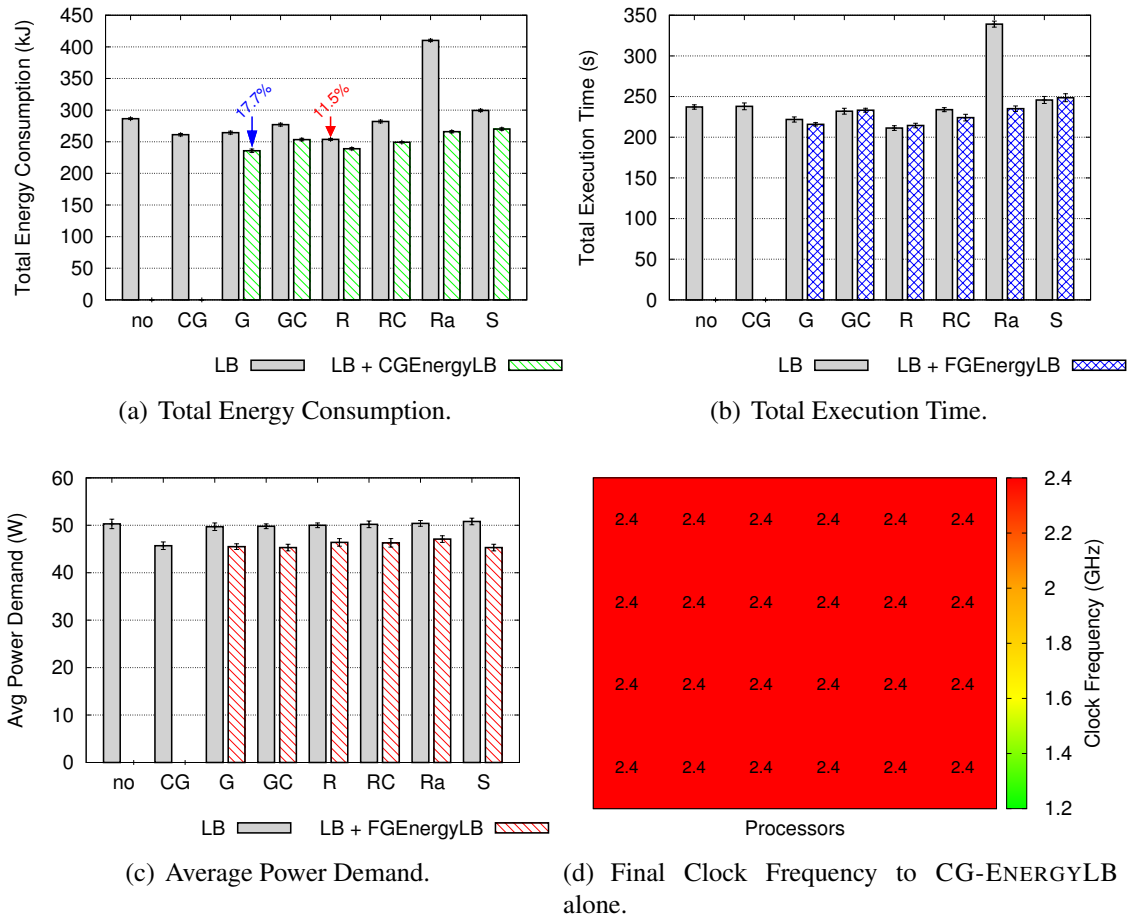 Total Energy Consumption (kJ)
450
400
350
300
250
200
150
100
50
0
17.7%
11.5%
no CG G GC R RC Ra S
LB LB + CGEnergyLB
(a) Total Energy Consumption.
Total Execution Time (s)
350
300
250
200
150
100
50
0
no CG G GC R RC Ra S
LB LB + FGEnergyLB
(b) Total Execution Time.
Avg Power Demand (W)
60
50
40
30
20
10
0
no CG G GC R RC Ra S
LB LB + FGEnergyLB
(c) Average Power Demand.
2.4 2.4 2.4 2.4 2.4 2.4
2.4 2.4 2.4 2.4 2.4 2.4
2.4 2.4 2.4 2.4 2.4 2.4
2.4 2.4 2.4 2.4 2.4 2.4
Processors
2.4
2.2
2
1.8
1.6
1.4
1.2
Clock Frequency (GHz)
(d) Final Clock Frequency to CG-ENERGYLB
alone.